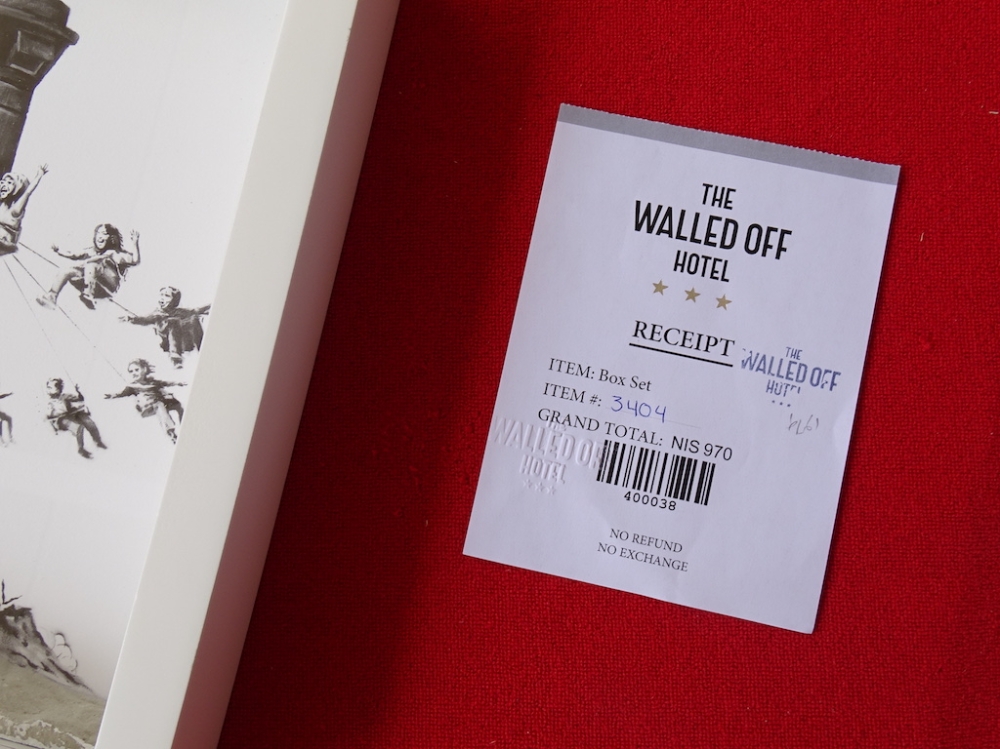 THE
WALLED OFF
HOTEL
RECEIPT
THE
WALLED OFF
HOTEL
ITEM: Box Set
ITEM #: 3404
GRAND TOTAL: NIS 970
WALLED OFF
HOTEL
400038
NO REFUND
NO EXCHANGE